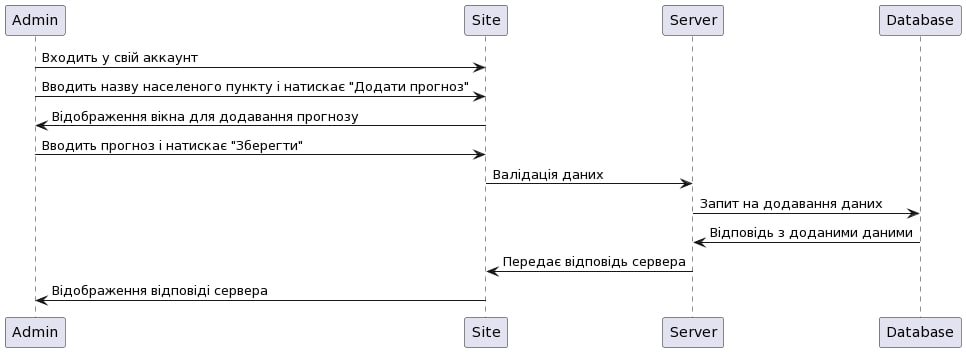 Admin
Site
Server
Database
Входить у свій аккаунт
Вводить назву населеного пункту і натискає "Додати прогноз"
Відображення вікна для додавання прогнозу
Вводить прогноз і натискає "Зберегти"
Валідація даних
Запит на додавання даних
Відповідь з доданими даними
Передає відповідь сервера
Відображення відповіді сервера
Admin
Site
Server
Database